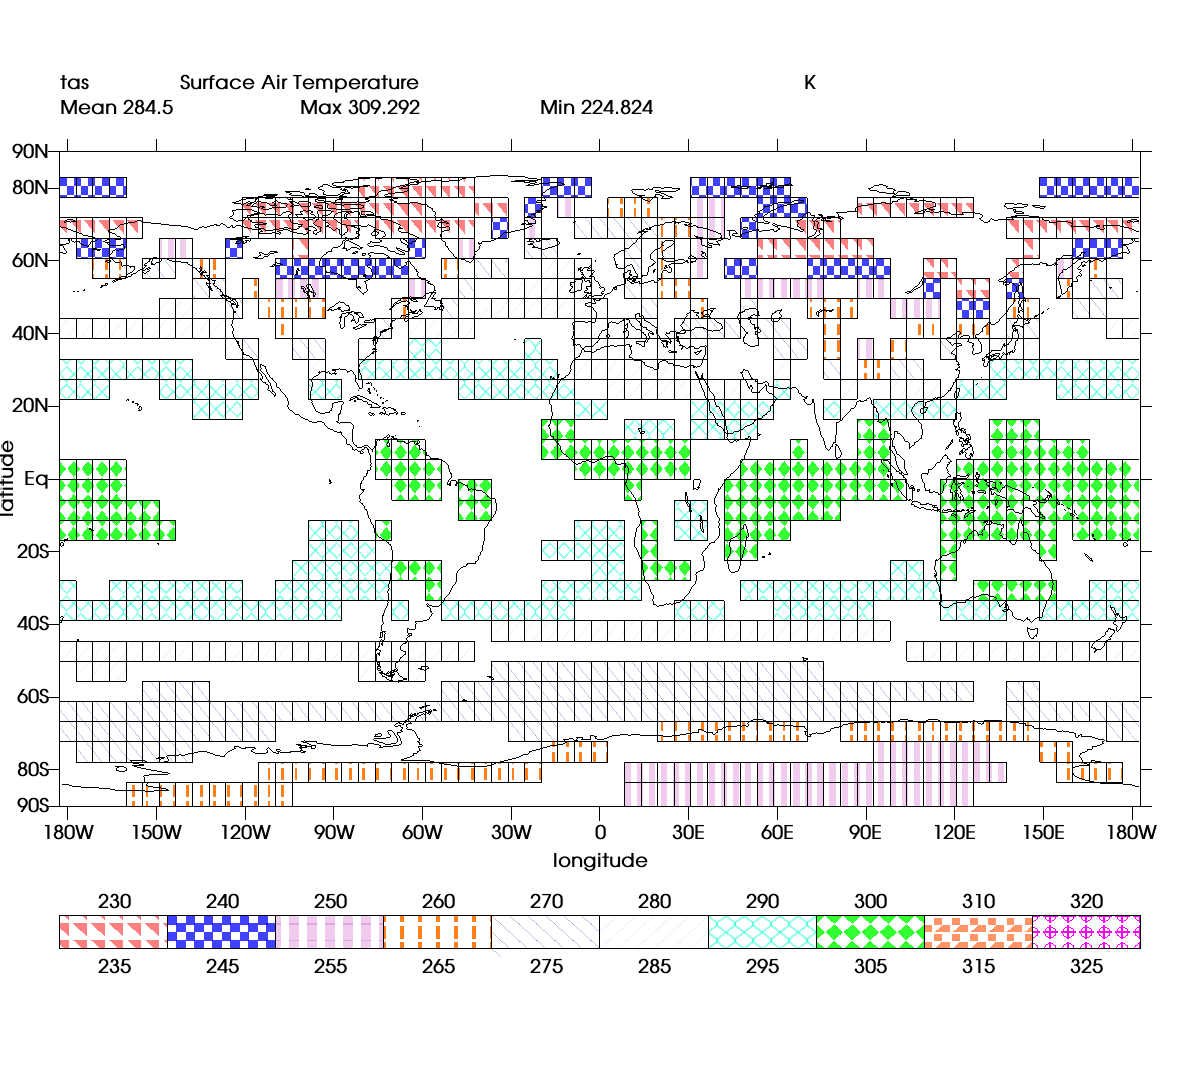 tas Surface Air Temperature K
Mean 284.5 Max 309.292 Min 224.824
90N
80N
60N
40N
20N
Eq
20S
40S
60S
80S
90S
latitude
180W 150W 120W 90W 60W 30W 0 30E 60E 90E 120E 150E 180W
longitude
230 240 250 260 270 280 290 300 310 320
235 245 255 265 275 285 295 305 315 325